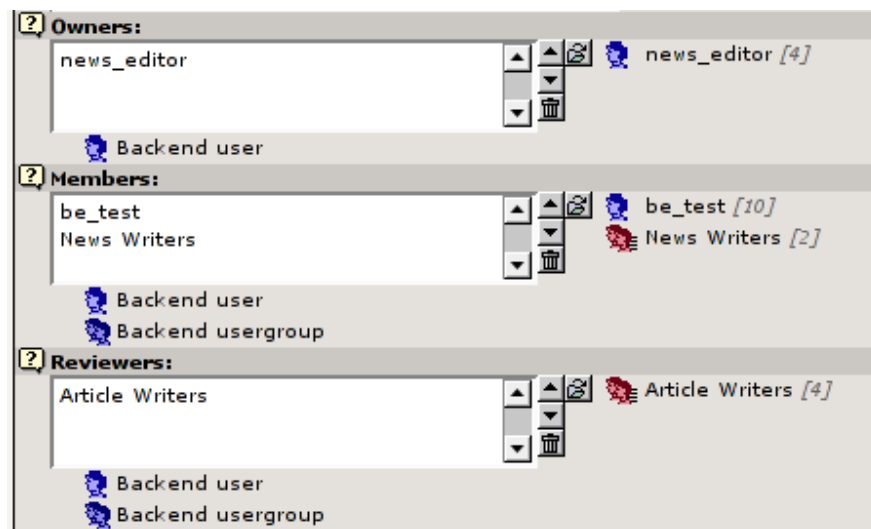 Owners:
news_editor
news_editor [4]
Backend user
Members:
be_test
News Writers
be_test [10]
News Writers [2]
Backend user
Backend usergroup
Reviewers:
Article Writers
Article Writers [4]
Backend user
Backend usergroup